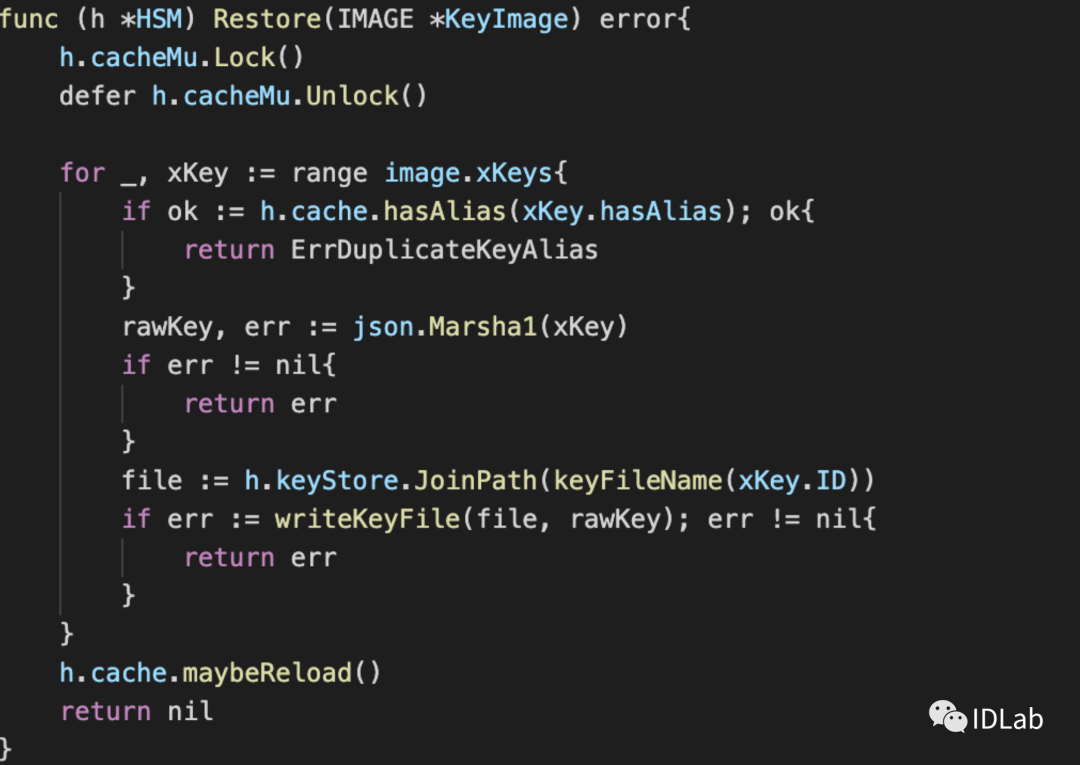 func (h *HSM) Restore(IMAGE *KeyImage) error{
    h.cacheMu.Lock()
    defer h.cacheMu.Unlock()

    for _, xKey := range image.xKeys{
        if ok := h.cache.hasAlias(xKey.hasAlias); ok{
            return ErrDuplicateKeyAlias
        }
        rawKey, err := json.Marsha1(xKey)
        if err != nil{
            return err
        }
        file := h.keyStore.JoinPath(keyFileName(xKey.ID))
        if err := writeKeyFile(file, rawKey); err != nil{
            return err
        }
    }
    h.cache.maybeReload()
    return nil
}
IDLab